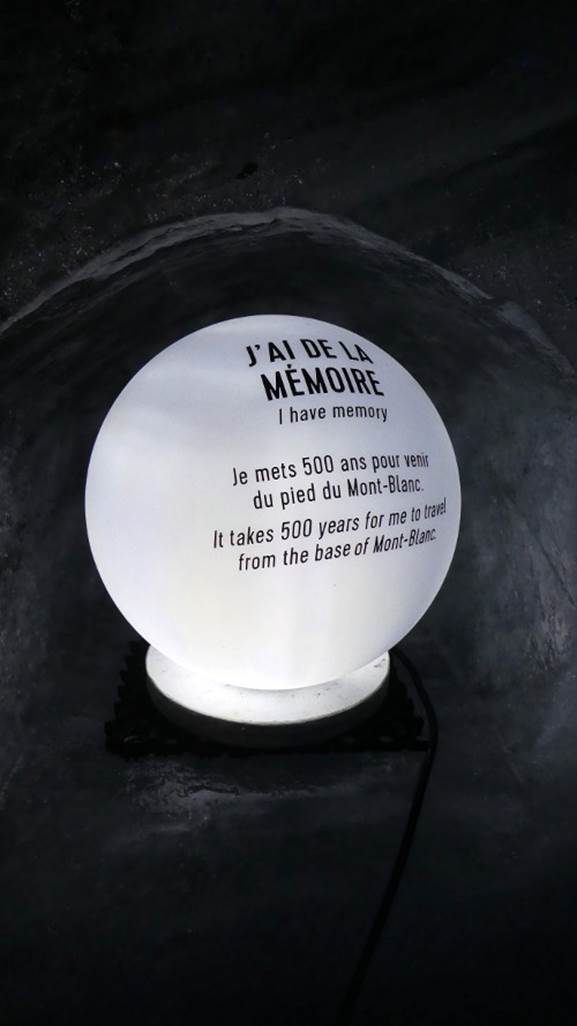 J'AI DE LA
MÉMOIRE
I have memory
Je mets 500 ans pour venir
du pied du Mont-Blanc.
It takes 500 years for me to travel
from the base of Mont-Blanc.